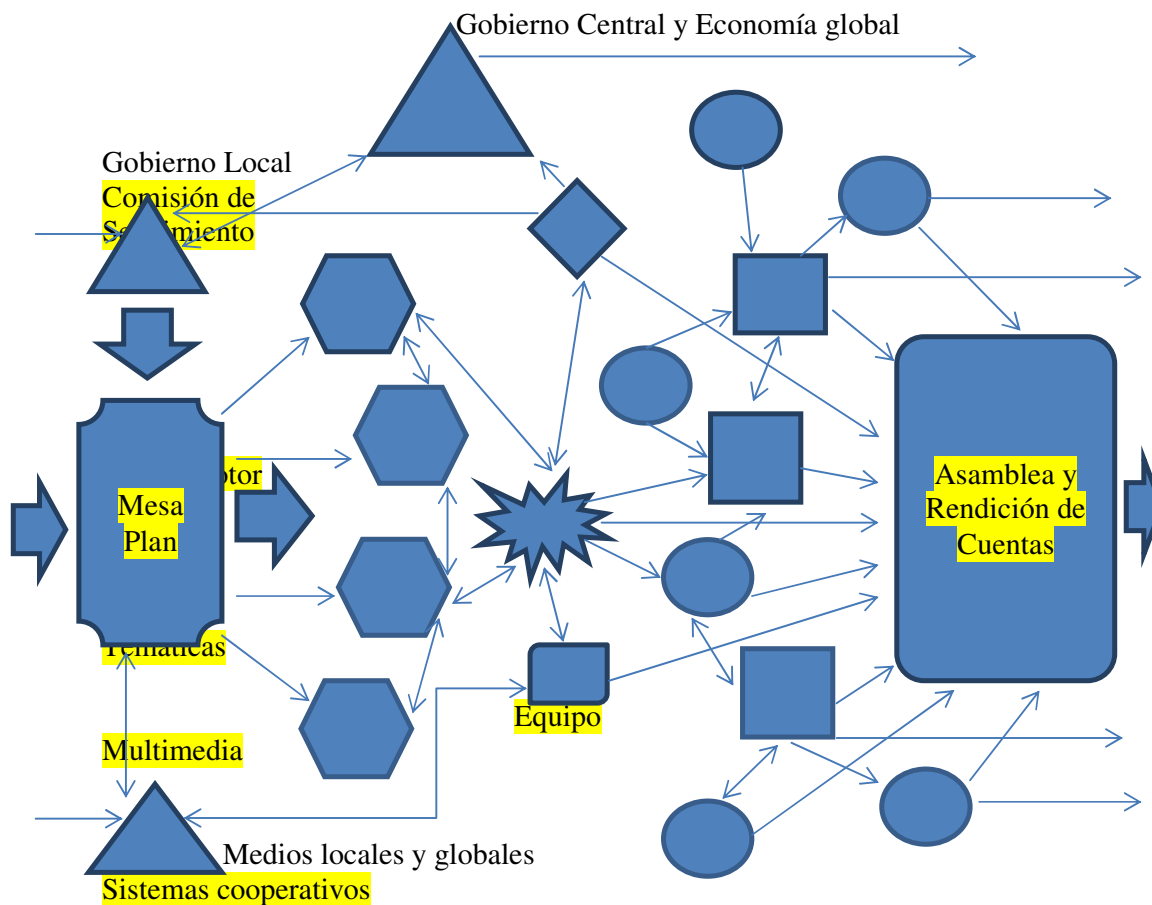 Gobierno Central y Economía global
Gobierno Local
Comisión de
Mesa
Plan
Asamblea y
Rendición de
Cuentas
Temáticas
Equipo
Multimedia
Medios locales y globales
Sistemas cooperativos